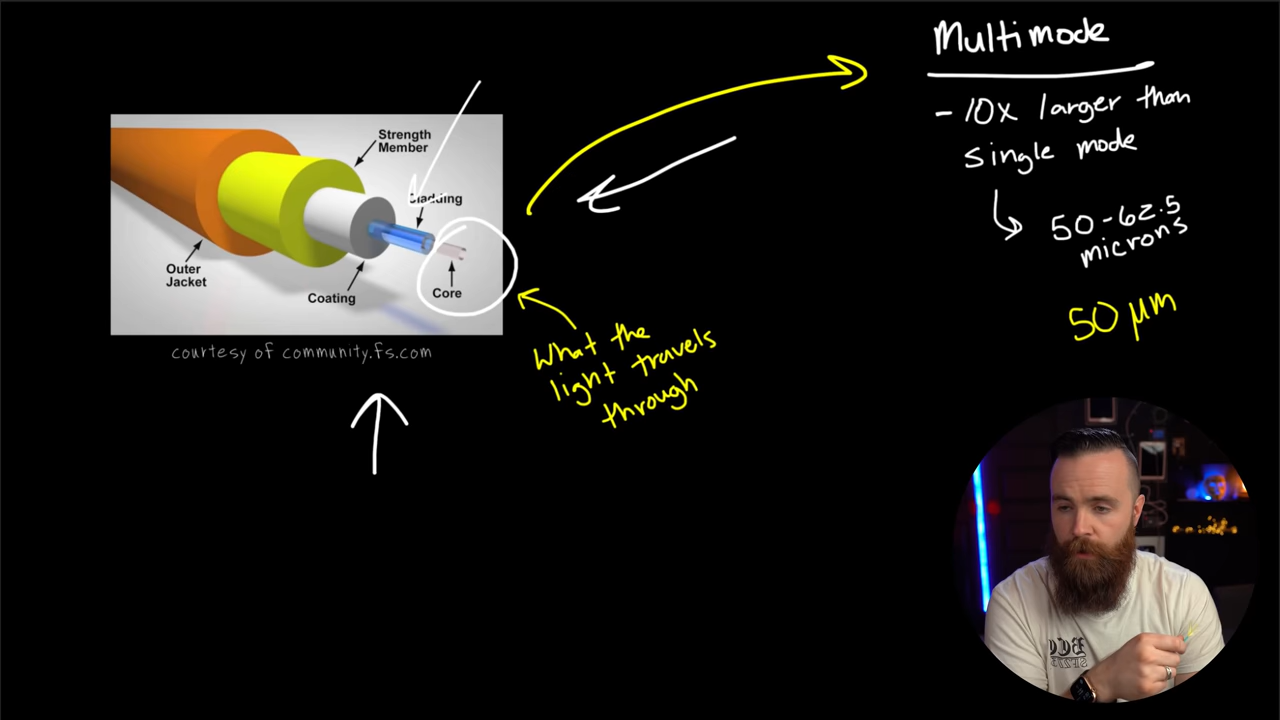 Multimode
- 10x larger than
single mode
50-62.5
microns
50 µm
Strength
Member
Cladding
Outer
Jacket
Coating
Core
courtesy of community.fs.com
What the
light travels
through